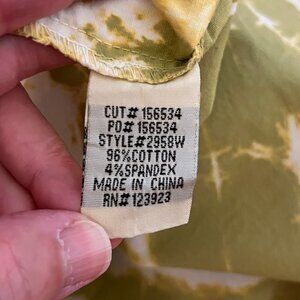 CUT# 156534
PO# 156534
STYLE#2958W
96%COTTON
4%SPANDEX
MADE IN CHINA
RN#123923